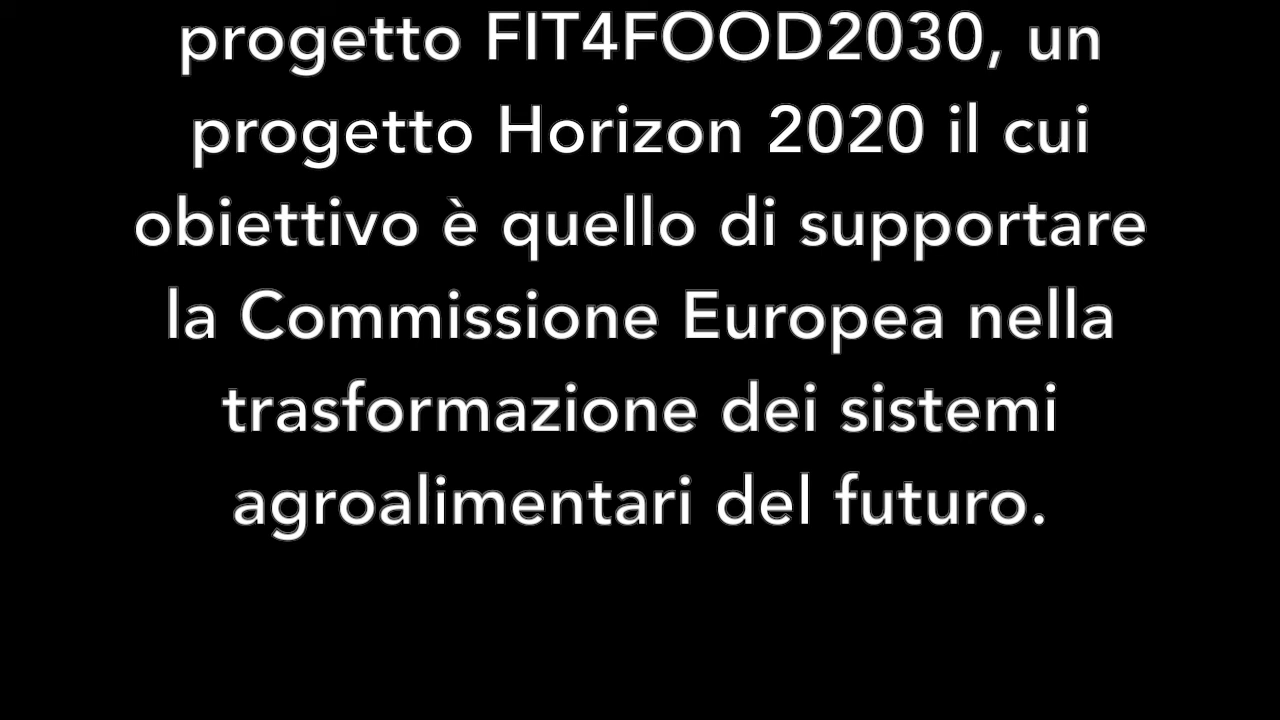 progetto FIT4FOOD2030, un
progetto Horizon 2020 il cui
obiettivo è quello di supportare
la Commissione Europea nella
trasformazione dei sistemi
agroalimentari del futuro.